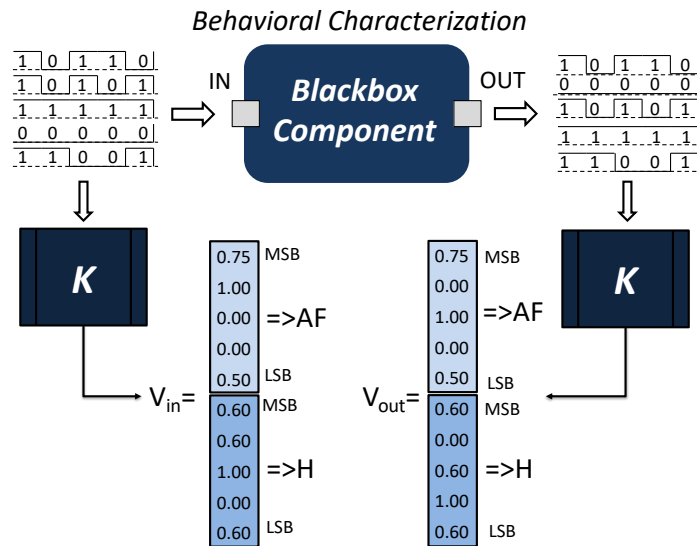 Behavioral Characterization
1 0 1 1 0
1 0 1 0 1
1 1 1 1 1
0 0 0 0 0
1 1 0 0 1
IN
Blackbox
Component
OUT
1 0 1 1 0
0 0 0 0 0
1 0 1 0 1
1 1 1 1 1
1 1 0 0 1
K
K
Vin=
0.75 MSB
1.00
0.00 =>AF
0.00
0.50 LSB
0.60 MSB
0.60
1.00 =>H
0.00
0.60 LSB
Vout=
0.75 MSB
0.00
1.00 =>AF
0.00
0.50 LSB
0.60 MSB
0.00
0.60 =>H
1.00
0.60 LSB